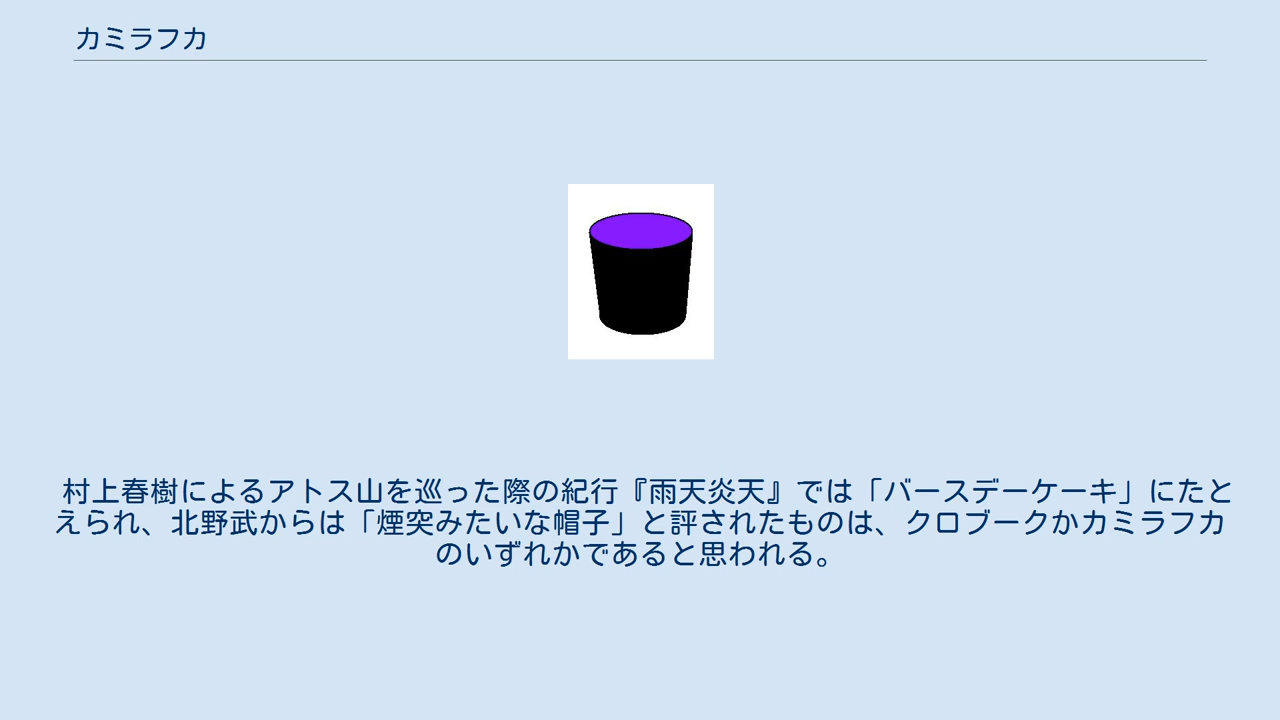 カミラフカ
村上春樹によるアトス山を巡った際の紀行『雨天炎天』では「バースデーケーキ」にたと
えられ、北野武からは「煙突みたいな帽子」と評されたものは、クロブークかカミラフカ
のいずれかであると思われる。